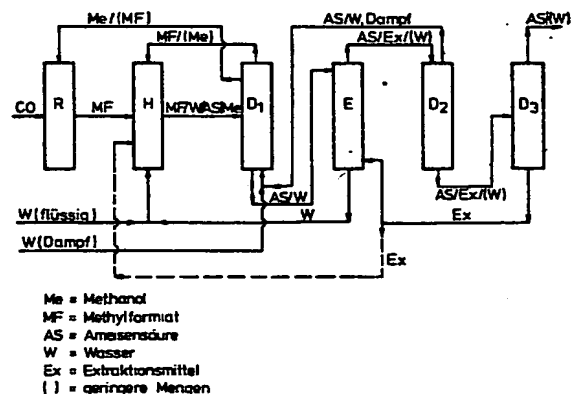 Me/(MF)
MF/(Me)
AS/W, Dampf
AS/Ex/(W)
AS/(W)
R
H
D1
E
D2
D3
CO
MF
MF/W/AS/Me
AS/W
AS/Ex/(W)
W(flüssig)
W
Ex
W(Dampf)
Ex
Me = Methanol
MF = Methylformiat
AS = Ameisensäure
W = Wasser
Ex = Extraktionsmittel
( ) = geringere Mengen